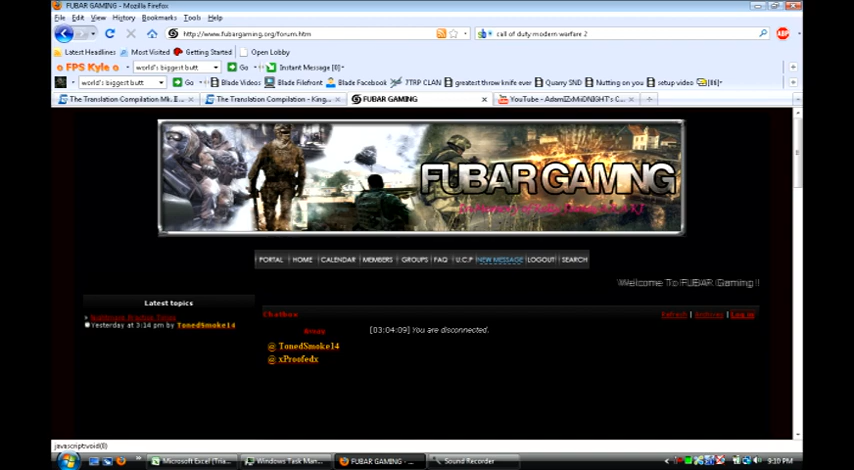 FUBAR GAMING - Mozilla Firefox
File Edit View History Bookmarks Tools Help
http://www.fubargaming.org/forum.htm
call of duty modern warfare 2
ABP
Latest Headlines Most Visited Getting Started Open Lobby
FPS Kyle world's biggest butt Go Instant Message [0]
world's biggest butt Go Blade Videos Blade Filefront Blade Facebook 7TRP CLAN greatest throw knife ever Quarry SND Nutting on you setup video [86]
The Translation Compilation Mk. The Translation Compilation - King... FUBAR GAMING YouTube - C...
FUBAR GAMING
PORTAL HOME CALENDAR MEMBERS GROUPS FAQ U.C.P NEW MESSAGE LOGOUT SEARCH
Welcome To FUBAR Gaming !!
Latest topics
Yesterday at 3:14 pm by TonedSmoke14
Chatbox
Refresh | Archives | Log in
Away
[03:04:09] You are disconnected.
@ TonedSmoke14
@ xProofedx
javascript:void(0)
Microsoft Excel (Tria... Windows Task Man... FUBAR GAMING - ... Sound Recorder
9:10 PM